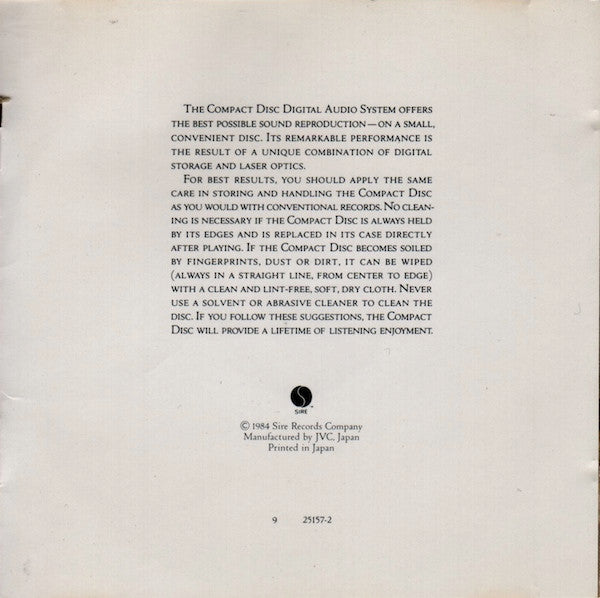 The Compact Disc Digital Audio System offers
the best possible sound reproduction—on a small,
convenient disc. Its remarkable performance is
the result of a unique combination of digital
storage and laser optics.
For best results, you should apply the same
care in storing and handling the Compact Disc
as you would with conventional records. No clean-
ing is necessary if the Compact Disc is always held
by its edges and is replaced in its case directly
after playing. If the Compact Disc becomes soiled
by fingerprints, dust or dirt, it can be wiped
(always in a straight line, from center to edge)
with a clean and lint-free, soft, dry cloth. Never
use a solvent or abrasive cleaner to clean the
disc. If you follow these suggestions, the Compact
Disc will provide a lifetime of listening enjoyment.
SIRE™
© 1984 Sire Records Company
Manufactured by JVC, Japan
Printed in Japan
9 25157-2